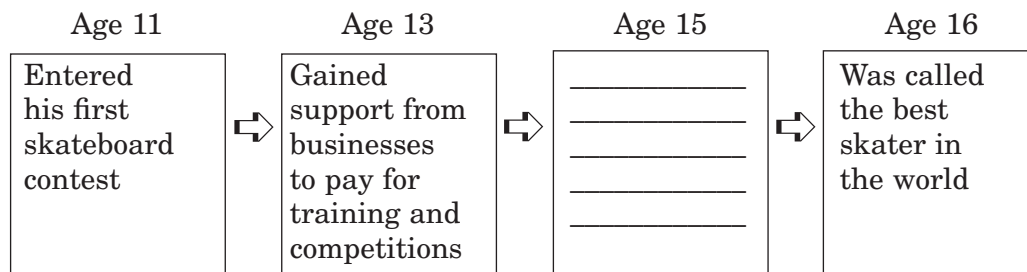 Age 11
Entered
his first
skateboard
contest
Age 13
Gained
support from
businesses
to pay for
training and
competitions
Age 15
Age 16
Was called
the best
skater in
the world